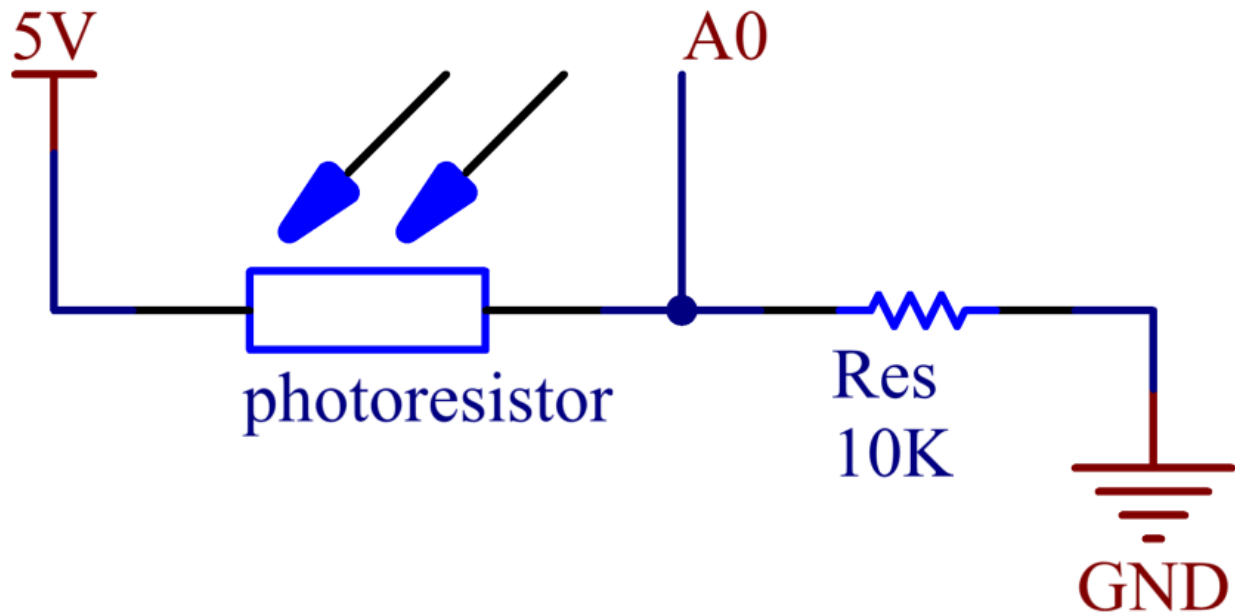 5V
A0
photoresistor
Res
10K
GND